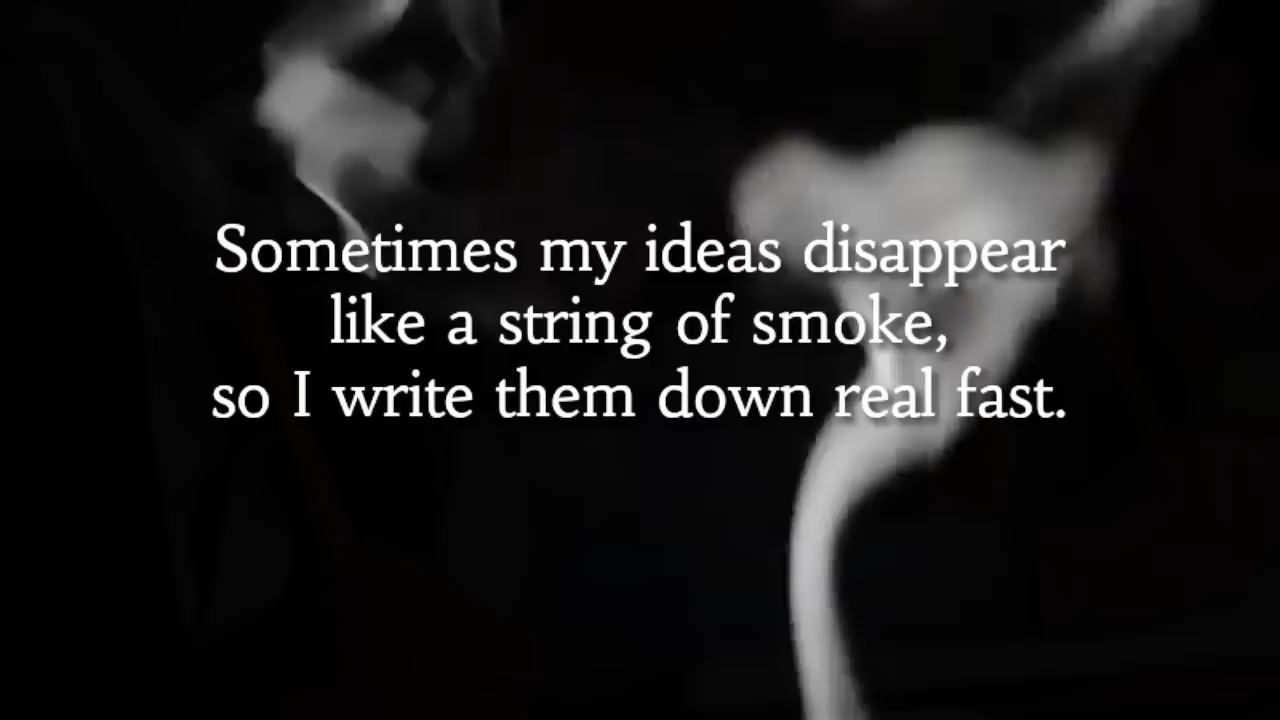 Sometimes my ideas disappear
like a string of smoke,
so I write them down real fast.